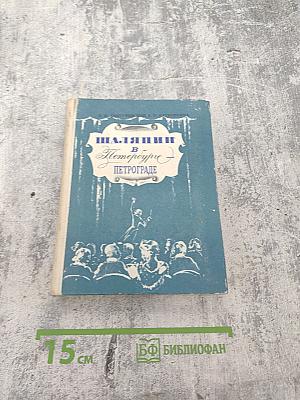 ШАЛЯПИН
В
Петербурге-
ПЕТРОГРАДЕ
15 см
БФ БИБЛИОФАН